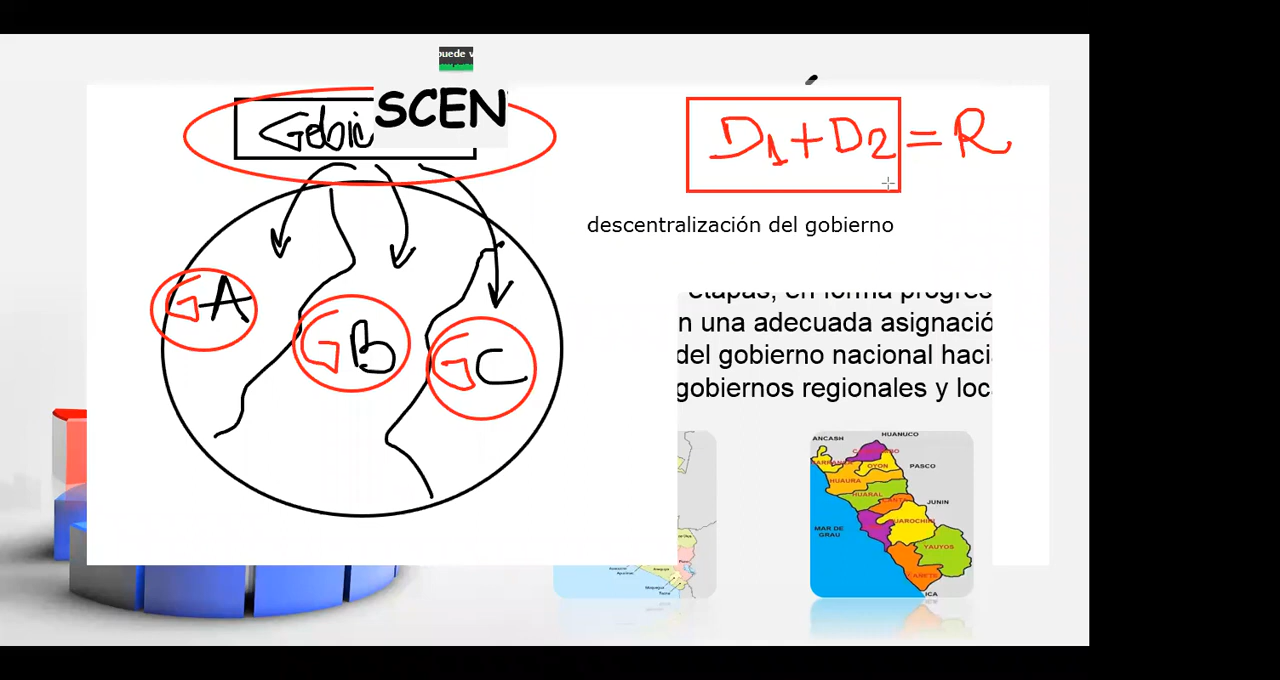 puede v
SCEN
D1+D2=R
descentralización del gobierno
GA
GB
GC
etapas, en forma progres
n una adecuada asignació
del gobierno nacional haci
gobiernos regionales y loc
ANCASH
HUANUCO
OYON
PASCO
HUAURA
HUARAL
JUNIN
MAR DE
GRAU
HUAROCHIRI
YAUYOS
CAÑETE
ICA